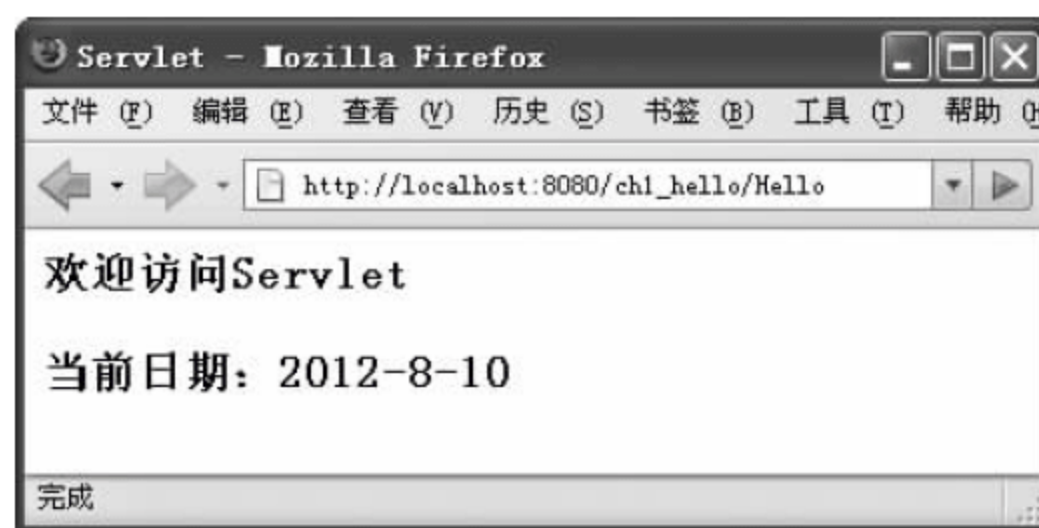 Servlet - Mozilla Firefox
文件 (F) 编辑 (E) 查看 (V) 历史 (S) 书签 (B) 工具 (T) 帮助 (H
http://localhost:8080/ch1_hello/Hello
欢迎访问Servlet
当前日期：2012-8-10
完成